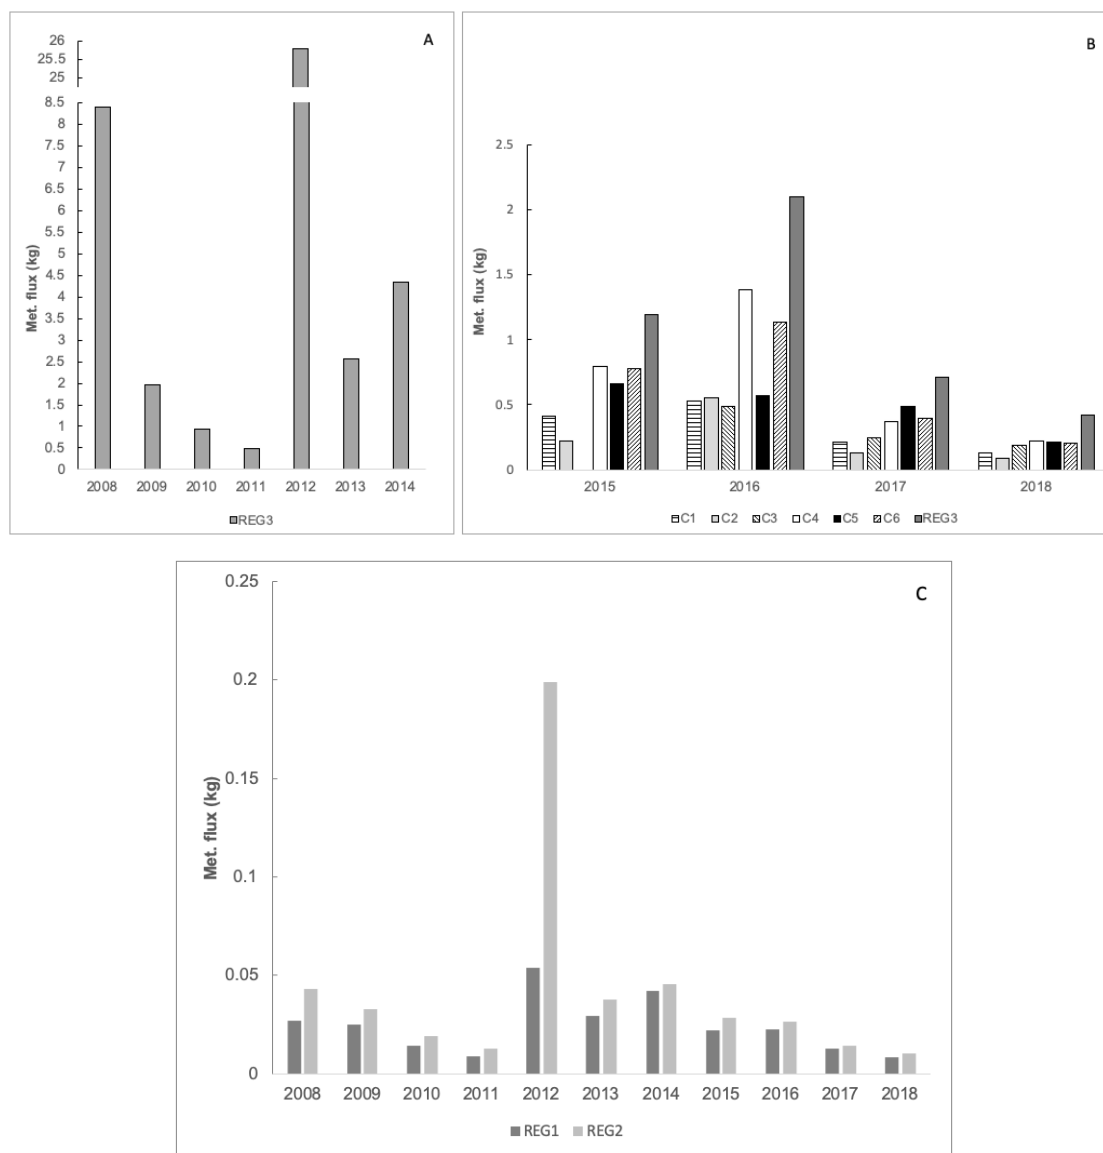 A
Met. flux (kg)
26
25.5
25
8.5
8
7.5
7
6.5
6
5.5
5
4.5
4
3.5
3
2.5
2
1.5
1
0.5
0
2008 2009 2010 2011 2012 2013 2014
REG3
B
Met. flux (kg)
2.5
2
1.5
1
0.5
0
2015 2016 2017 2018
C1 C2 C3 C4 C5 C6 REG3
C
Met. flux (kg)
0.25
0.2
0.15
0.1
0.05
0
2008 2009 2010 2011 2012 2013 2014 2015 2016 2017 2018
REG1 REG2